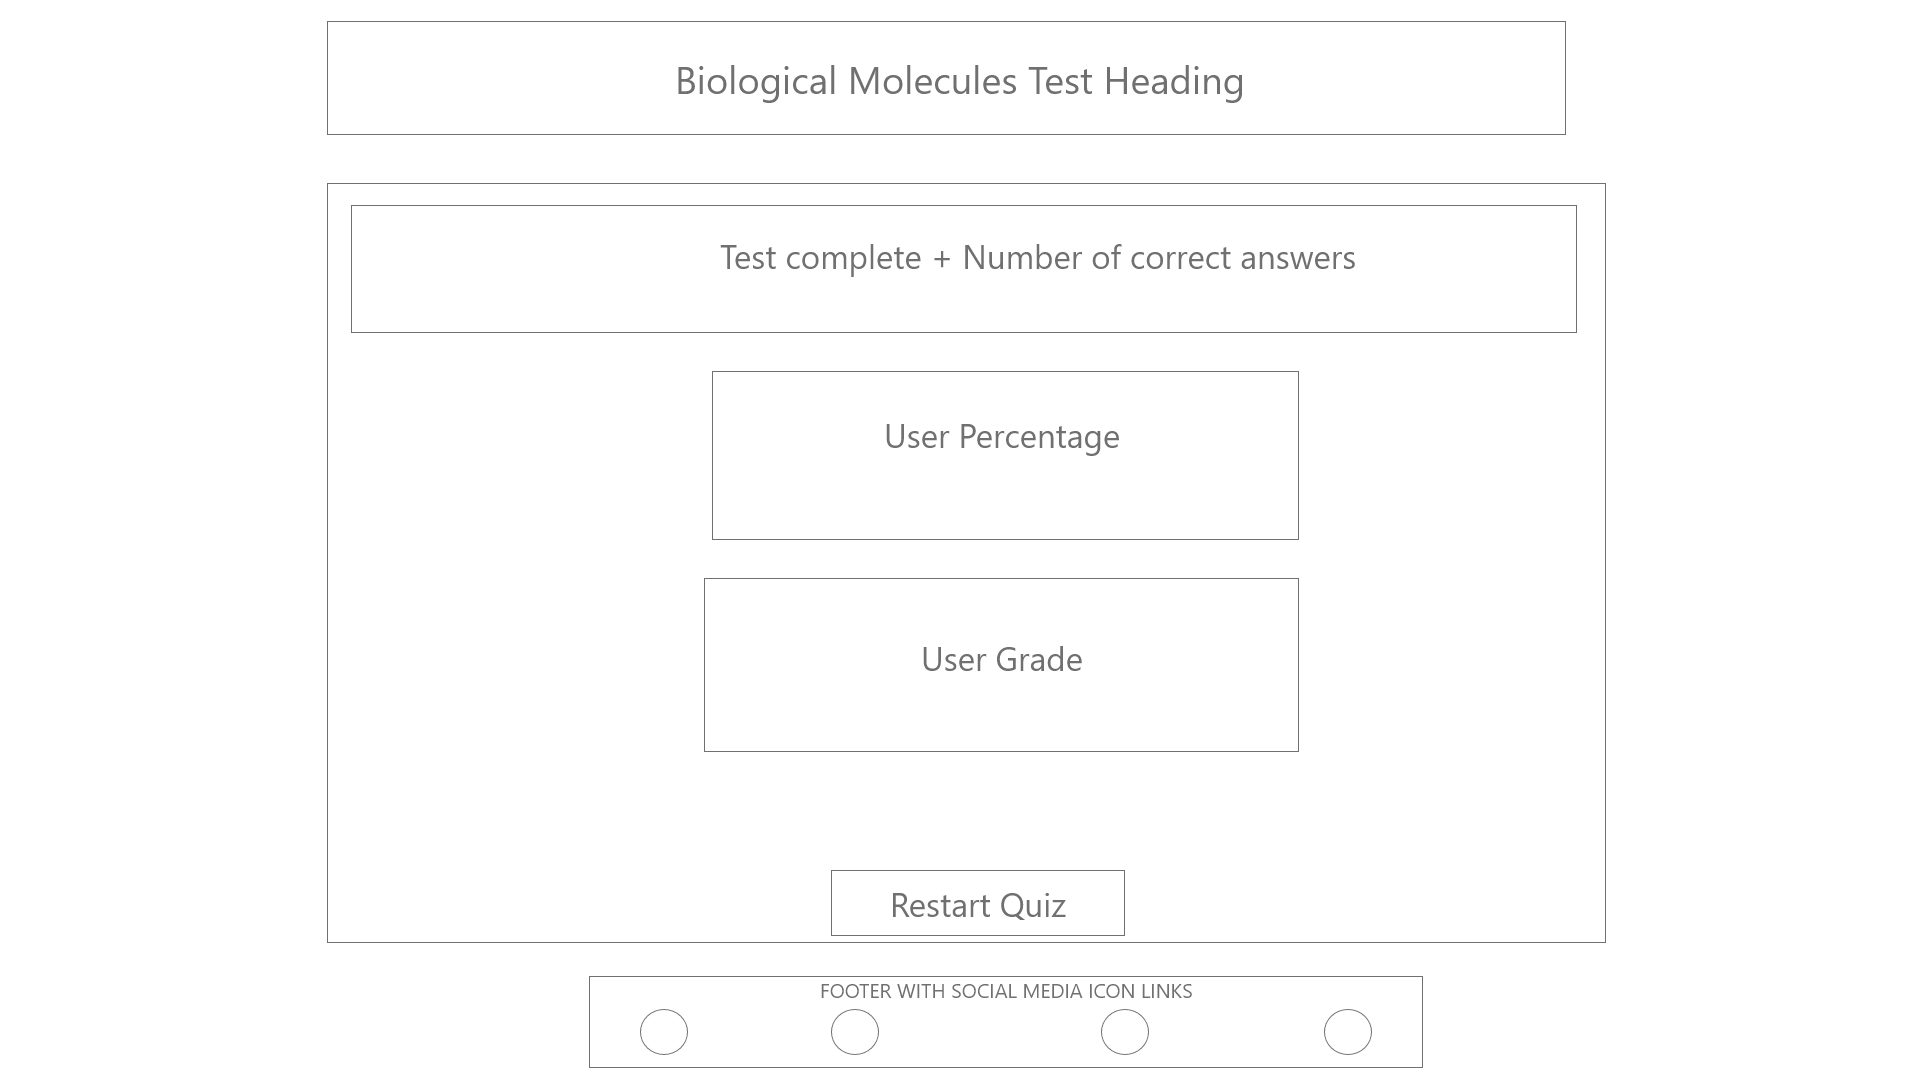 Biological Molecules Test Heading
Test complete + Number of correct answers
User Percentage
User Grade
Restart Quiz
FOOTER WITH SOCIAL MEDIA ICON LINKS